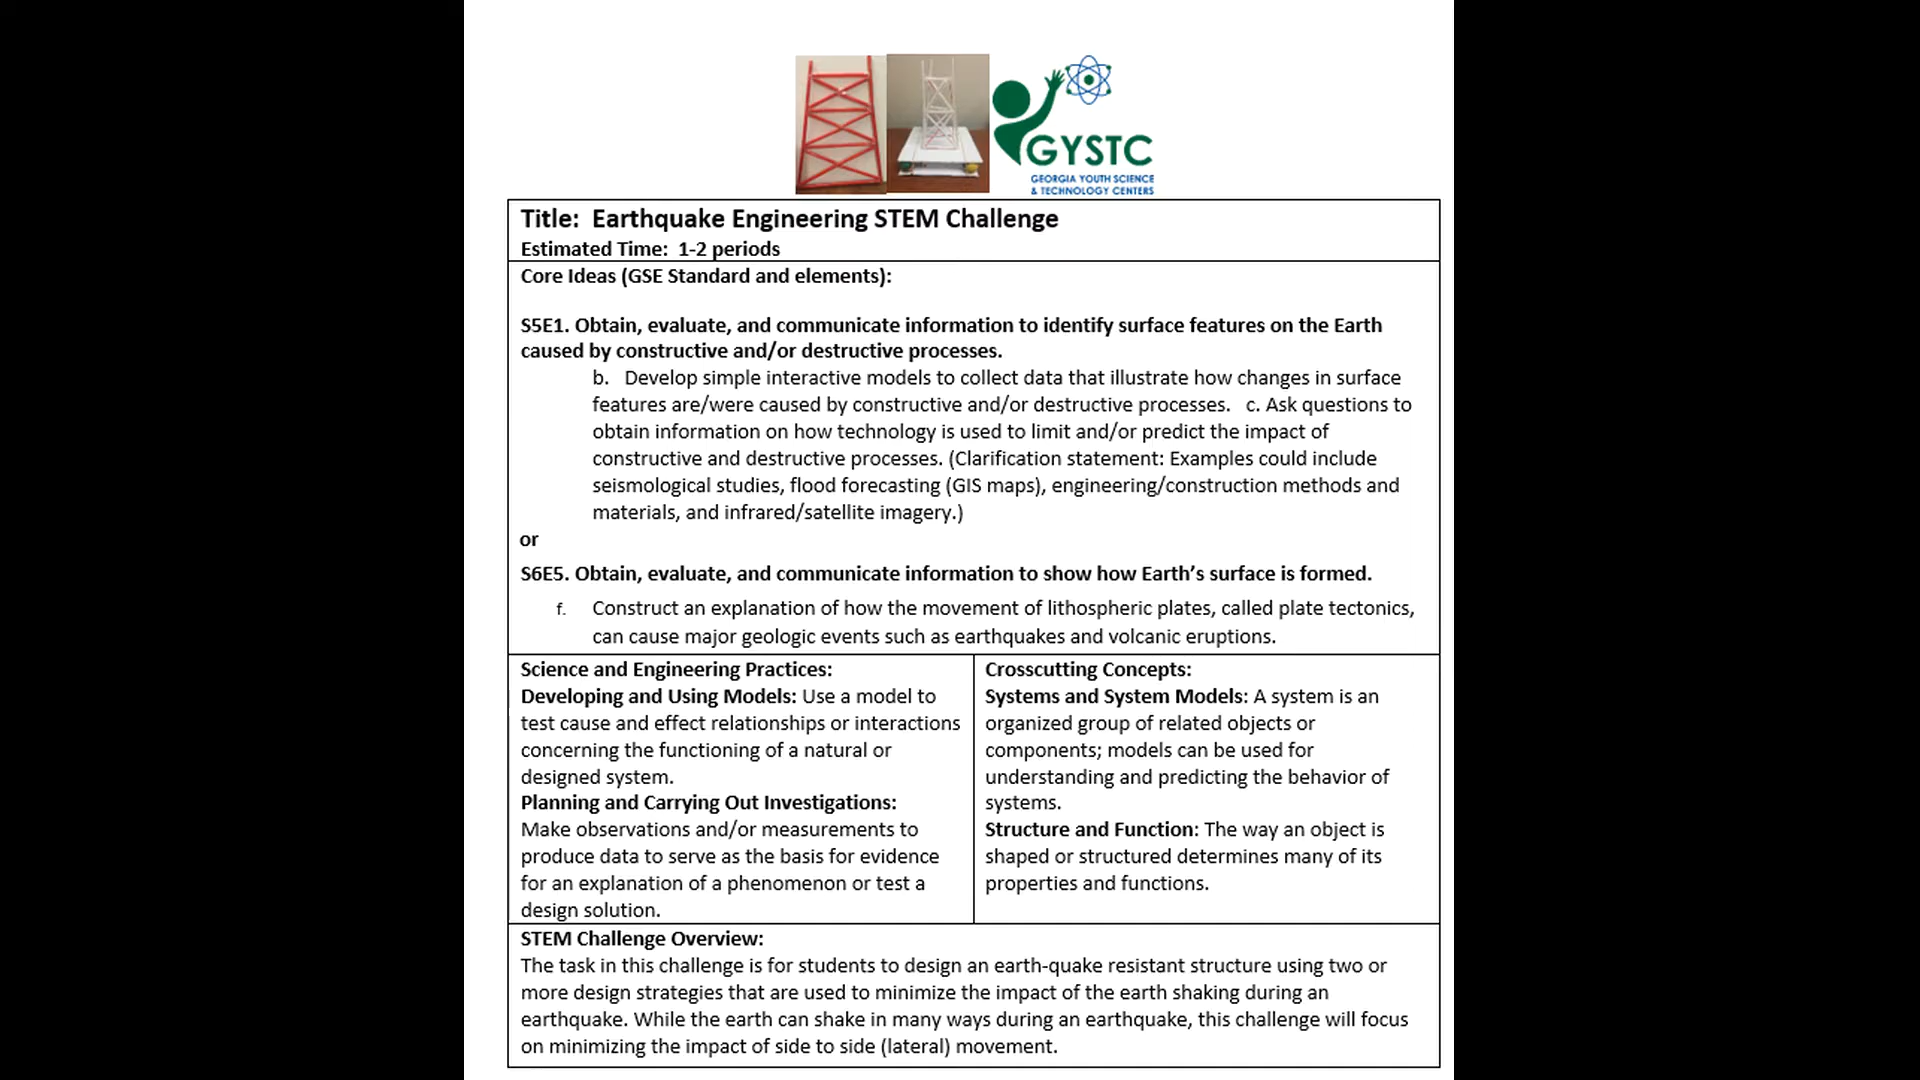 GYSTC
GEORGIA YOUTH SCIENCE
& TECHNOLOGY CENTERS
Title:  Earthquake Engineering STEM Challenge
Estimated Time:  1-2 periods
Core Ideas (GSE Standard and elements):
S5E1. Obtain, evaluate, and communicate information to identify surface features on the Earth
caused by constructive and/or destructive processes.
b.   Develop simple interactive models to collect data that illustrate how changes in surface
features are/were caused by constructive and/or destructive processes.   c. Ask questions to
obtain information on how technology is used to limit and/or predict the impact of
constructive and destructive processes. (Clarification statement: Examples could include
seismological studies, flood forecasting (GIS maps), engineering/construction methods and
materials, and infrared/satellite imagery.)
or
S6E5. Obtain, evaluate, and communicate information to show how Earth’s surface is formed.
f.   Construct an explanation of how the movement of lithospheric plates, called plate tectonics,
can cause major geologic events such as earthquakes and volcanic eruptions.
Science and Engineering Practices:
Developing and Using Models: Use a model to
test cause and effect relationships or interactions
concerning the functioning of a natural or
designed system.
Planning and Carrying Out Investigations:
Make observations and/or measurements to
produce data to serve as the basis for evidence
for an explanation of a phenomenon or test a
design solution.
Crosscutting Concepts:
Systems and System Models: A system is an
organized group of related objects or
components; models can be used for
understanding and predicting the behavior of
systems.
Structure and Function: The way an object is
shaped or structured determines many of its
properties and functions.
STEM Challenge Overview:
The task in this challenge is for students to design an earth-quake resistant structure using two or
more design strategies that are used to minimize the impact of the earth shaking during an
earthquake. While the earth can shake in many ways during an earthquake, this challenge will focus
on minimizing the impact of side to side (lateral) movement.